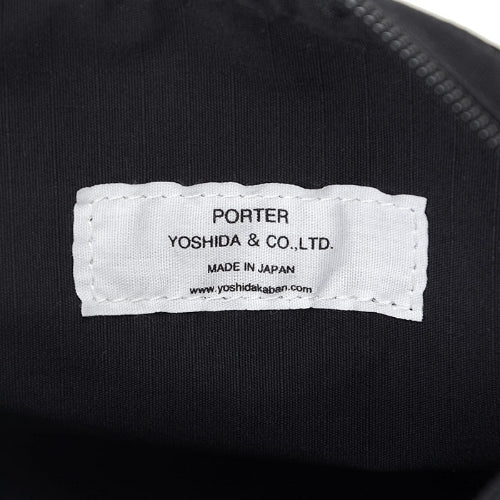 PORTER
YOSHIDA & CO.,LTD.
MADE IN JAPAN
www.yoshidakaban.com